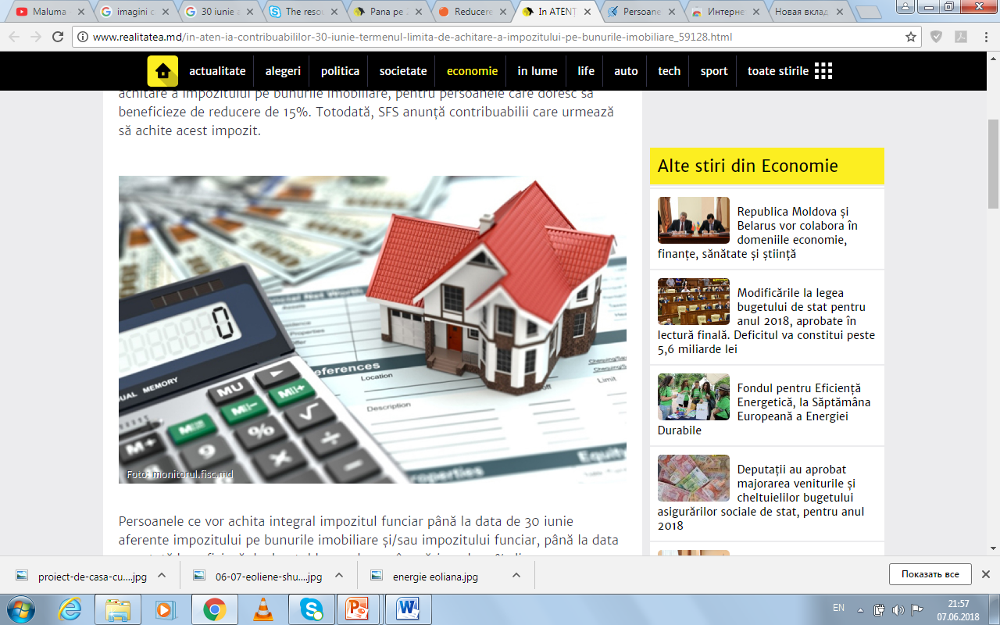 Maluma
imagini c
30 iunie
The reso
Pana pe
Reducere
In ATENȚ
Persoane
Интерне
Новая вклад
www.realitatea.md/in-aten-ia-contribuabililor-30-iunie-termenul-limita-de-achitare-a-impozitului-pe-bunurile-imobiliare_59128.html
actualitate alegeri politica societate economie in lume life auto tech sport toate stirile
achitare a impozitului pe bunurile imobiliare, pentru persoanele care doresc să
beneficieze de reducere de 15%. Totodată, SFS anunță contribuabilii care urmează
să achite acest impozit.
100
0
MEMORY
MU
M+
9
%
√
÷
×
eferences
Location
Description
Limit
Equity
roperties
Foto: monitorul.fisc.md
Persoanele ce vor achita integral impozitul funciar până la data de 30 iunie
aferente impozitului pe bunurile imobiliare și/sau impozitului funciar, până la data
Alte stiri din Economie
Republica Moldova și
Belarus vor colabora în
domeniile economie,
finanțe, sănătate și știință
Modificările la legea
bugetului de stat pentru
anul 2018, aprobate în
lectură finală. Deficitul va constitui peste
5,6 miliarde lei
Fondul pentru Eficiență
Energetică, la Săptămâna
Europeană a Energiei
Durabile
Deputații au aprobat
majorarea veniturile și
cheltuielilor bugetului
asigurărilor sociale de stat, pentru anul
2018
proiect-de-casa-cu....jpg
06-07-eoliene-shu....jpg
energie eoliana.jpg
Показать все
EN
21:57
07.06.2018